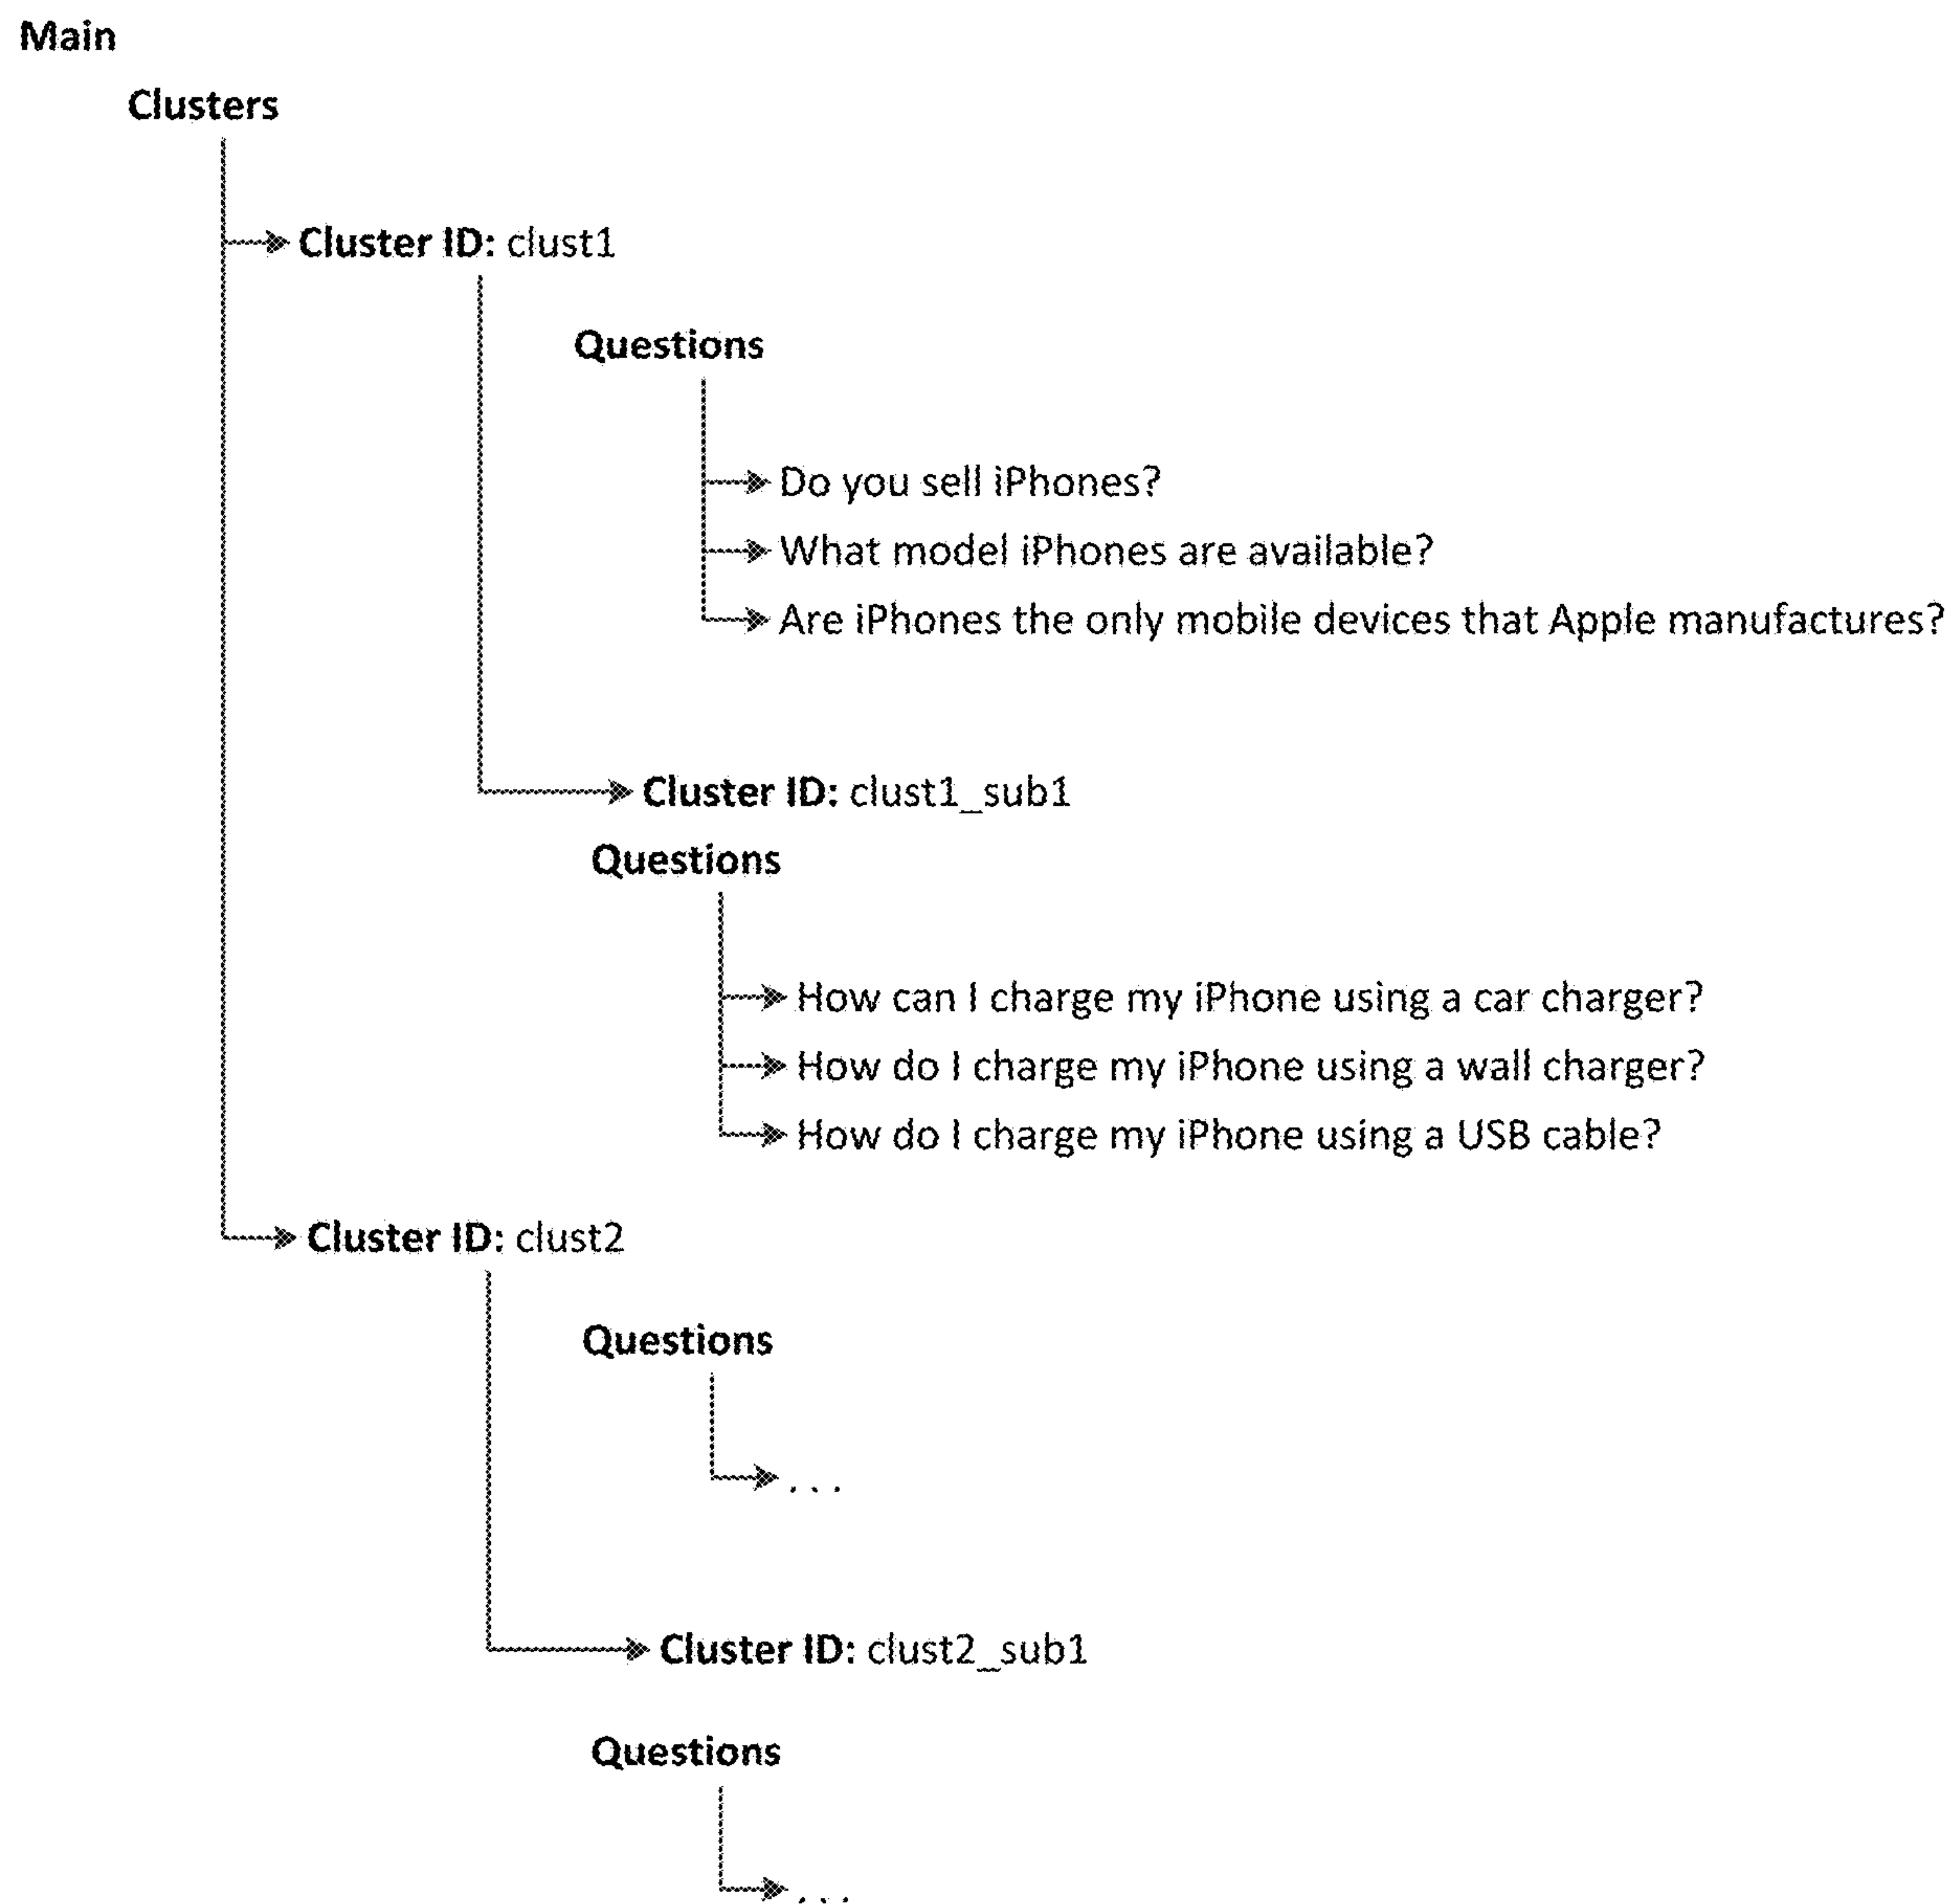 Main
Clusters
Cluster ID: clust1
Questions
Do you sell iPhones?
What model iPhones are available?
Are iPhones the only mobile devices that Apple manufactures?
Cluster ID: clust1_sub1
Questions
How can I charge my iPhone using a car charger?
How do I charge my iPhone using a wall charger?
How do I charge my iPhone using a USB cable?
Cluster ID: clust2
Questions
...
Cluster ID: clust2_sub1
Questions
...